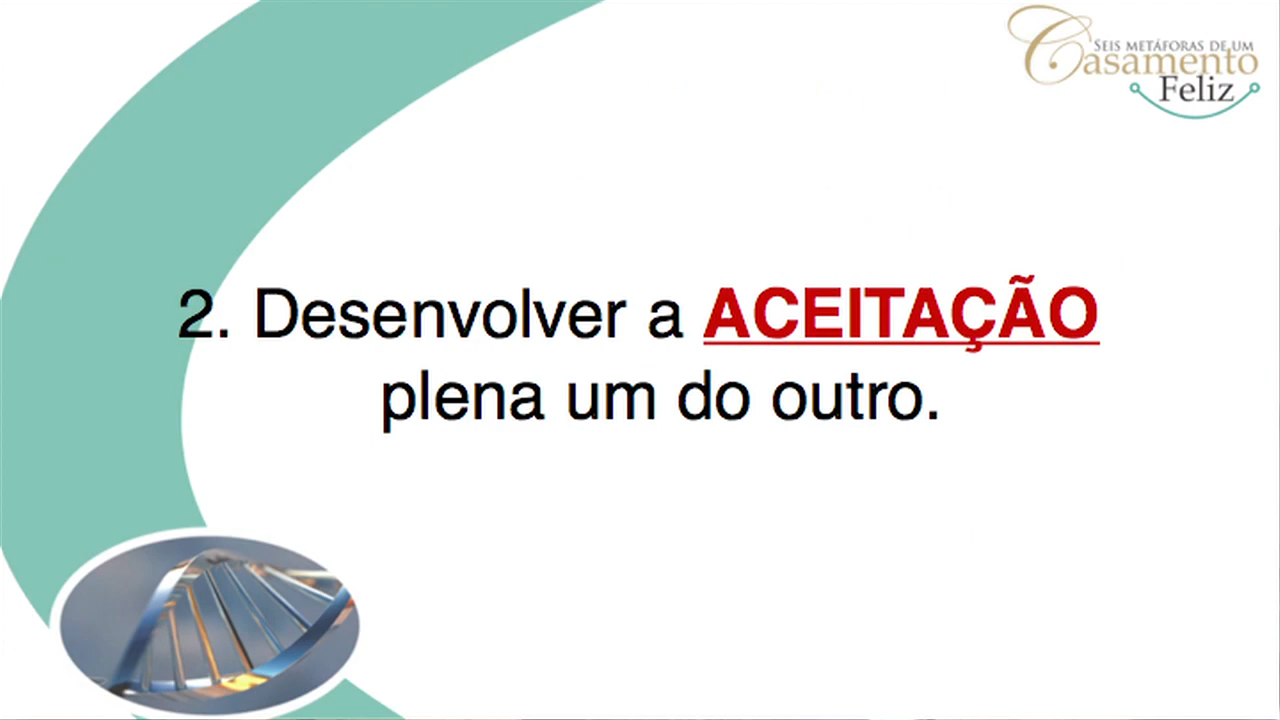 SEIS METÁFORAS DE UM
Casamento
Feliz
2. Desenvolver a ACEITAÇÃO
plena um do outro.